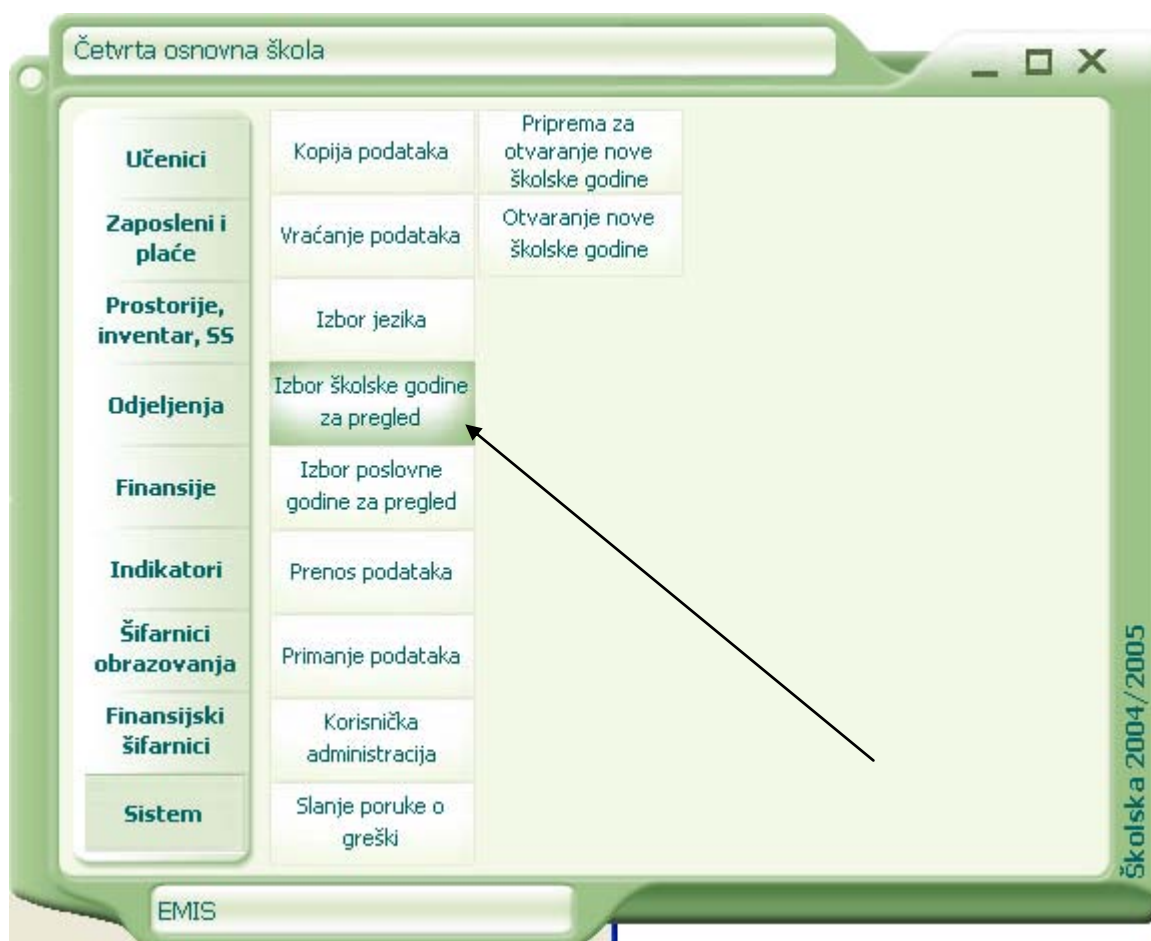 Četvrta osnovna škola
Učenici
Zaposleni i
plaće
Prostorije,
inventar, SS
Odjeljenja
Finansije
Indikatori
Šifarnici
obrazovanja
Finansijski
šifarnici
Sistem
Kopija podataka
Vraćanje podataka
Izbor jezika
Izbor školske godine
za pregled
Izbor poslovne
godine za pregled
Prenos podataka
Primanje podataka
Korisnička
administracija
Slanje poruke o
greški
Priprema za
otvaranje nove
školske godine
Otvaranje nove
školske godine
Školska 2004/2005
EMIS